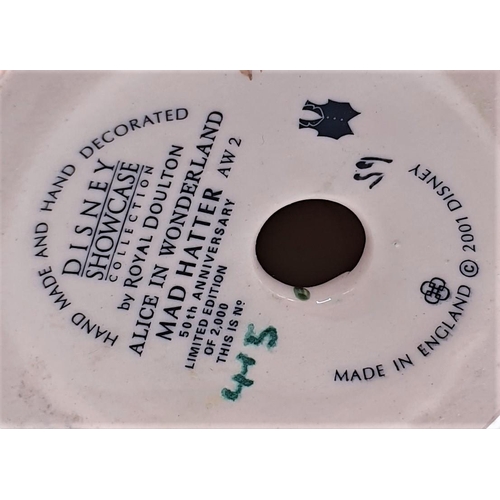 HAND MADE AND HAND DECORATED
DISNEY
SHOWCASE
COLLECTION
by ROYAL DOULTON
ALICE IN WONDERLAND
MAD HATTER AW 2
50th ANNIVERSARY
LIMITED EDITION
OF 2,000
THIS IS Nº
MADE IN ENGLAND © 2001 DISNEY